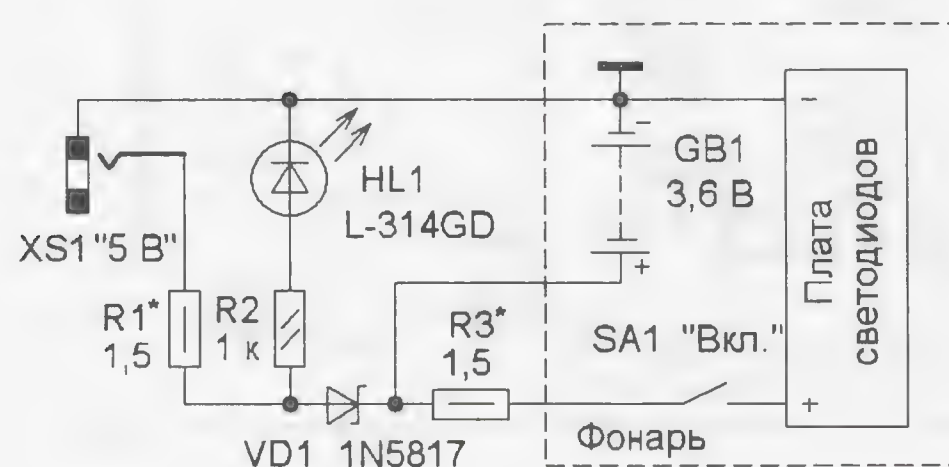 GB1
3,6 В
HL1
L-314GD
XS1 "5 В"
R1*
1,5
R2
1 к
R3*
1,5
SA1 "Вкл."
VD1 1N5817
Фонарь
Плата
светодиодов
-
+
-
+